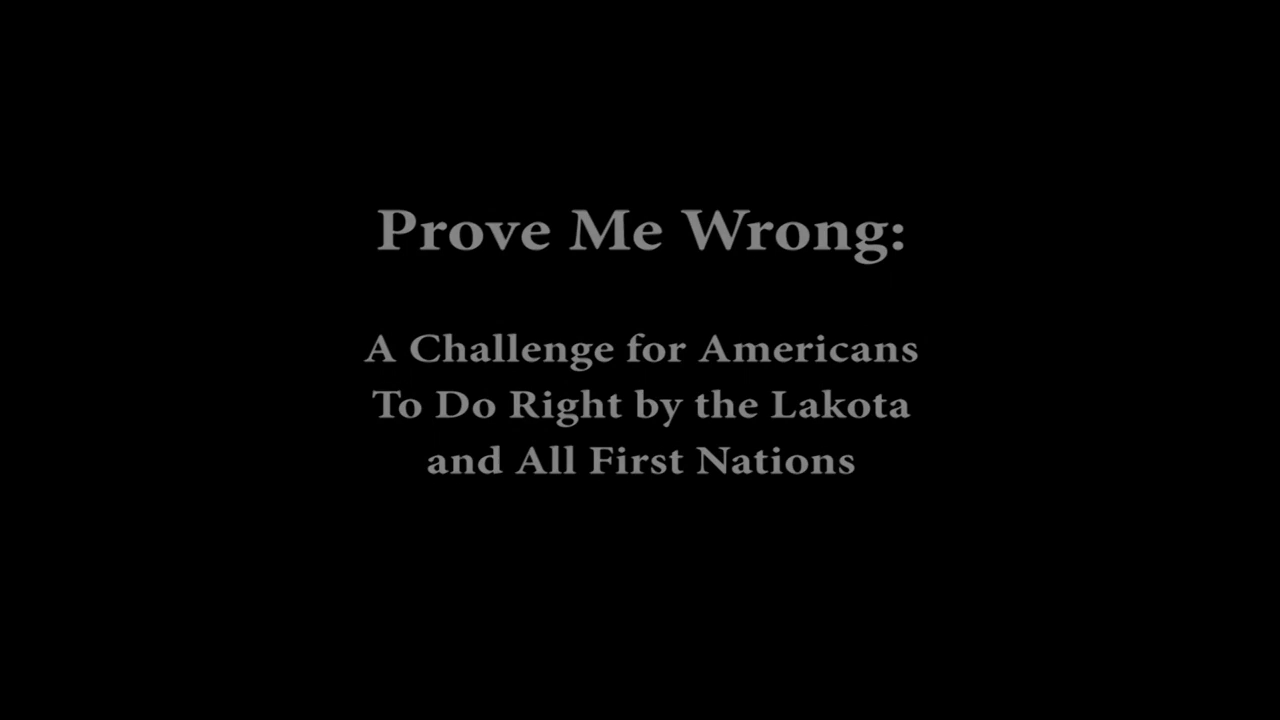 Prove Me Wrong:
A Challenge for Americans
To Do Right by the Lakota
and All First Nations